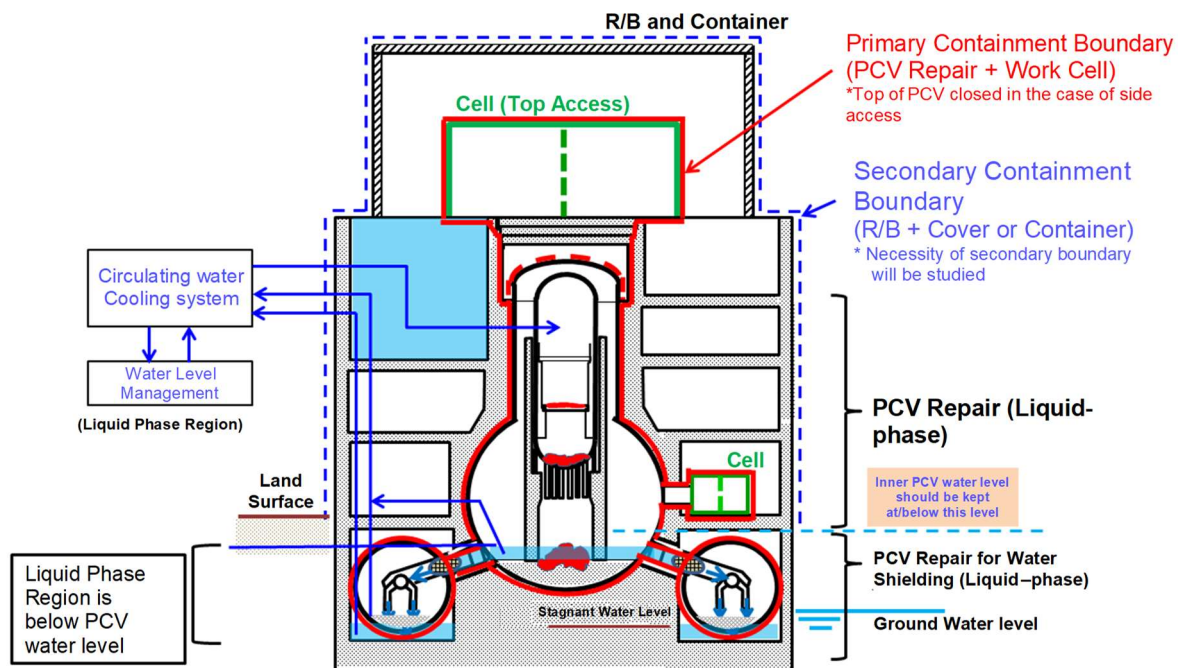 R/B and Container
Primary Containment Boundary
(PCV Repair + Work Cell)
*Top of PCV closed in the case of side
access
Cell (Top Access)
Secondary Containment
Boundary
(R/B + Cover or Container)
* Necessity of secondary boundary
will be studied
Circulating water
Cooling system
Water Level
Management
(Liquid Phase Region)
PCV Repair (Liquid-
phase)
Cell
Inner PCV water level
should be kept
at/below this level
Land
Surface
Liquid Phase
Region is
below PCV
water level
PCV Repair for Water
Shielding (Liquid–phase)
Stagnant Water Level
Ground Water level